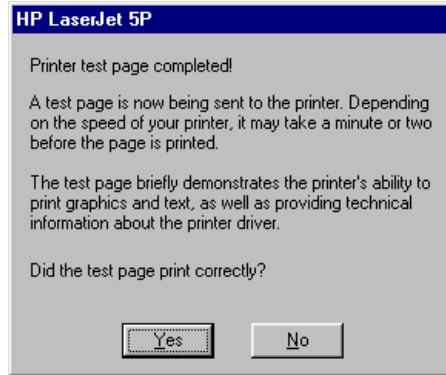 HP LaserJet 5P
Printer test page completed!
A test page is now being sent to the printer. Depending
on the speed of your printer, it may take a minute or two
before the page is printed.
The test page briefly demonstrates the printer's ability to
print graphics and text, as well as providing technical
information about the printer driver.
Did the test page print correctly?
Yes
No